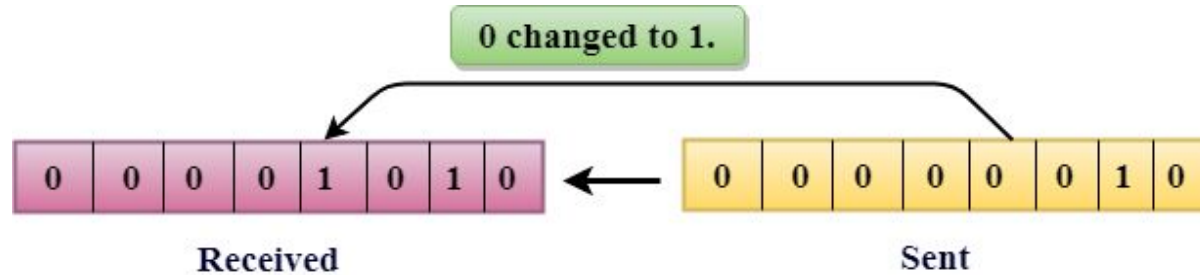 0 changed to 1.
0 0 0 0 1 0 1 0
0 0 0 0 0 0 1 0
Received
Sent